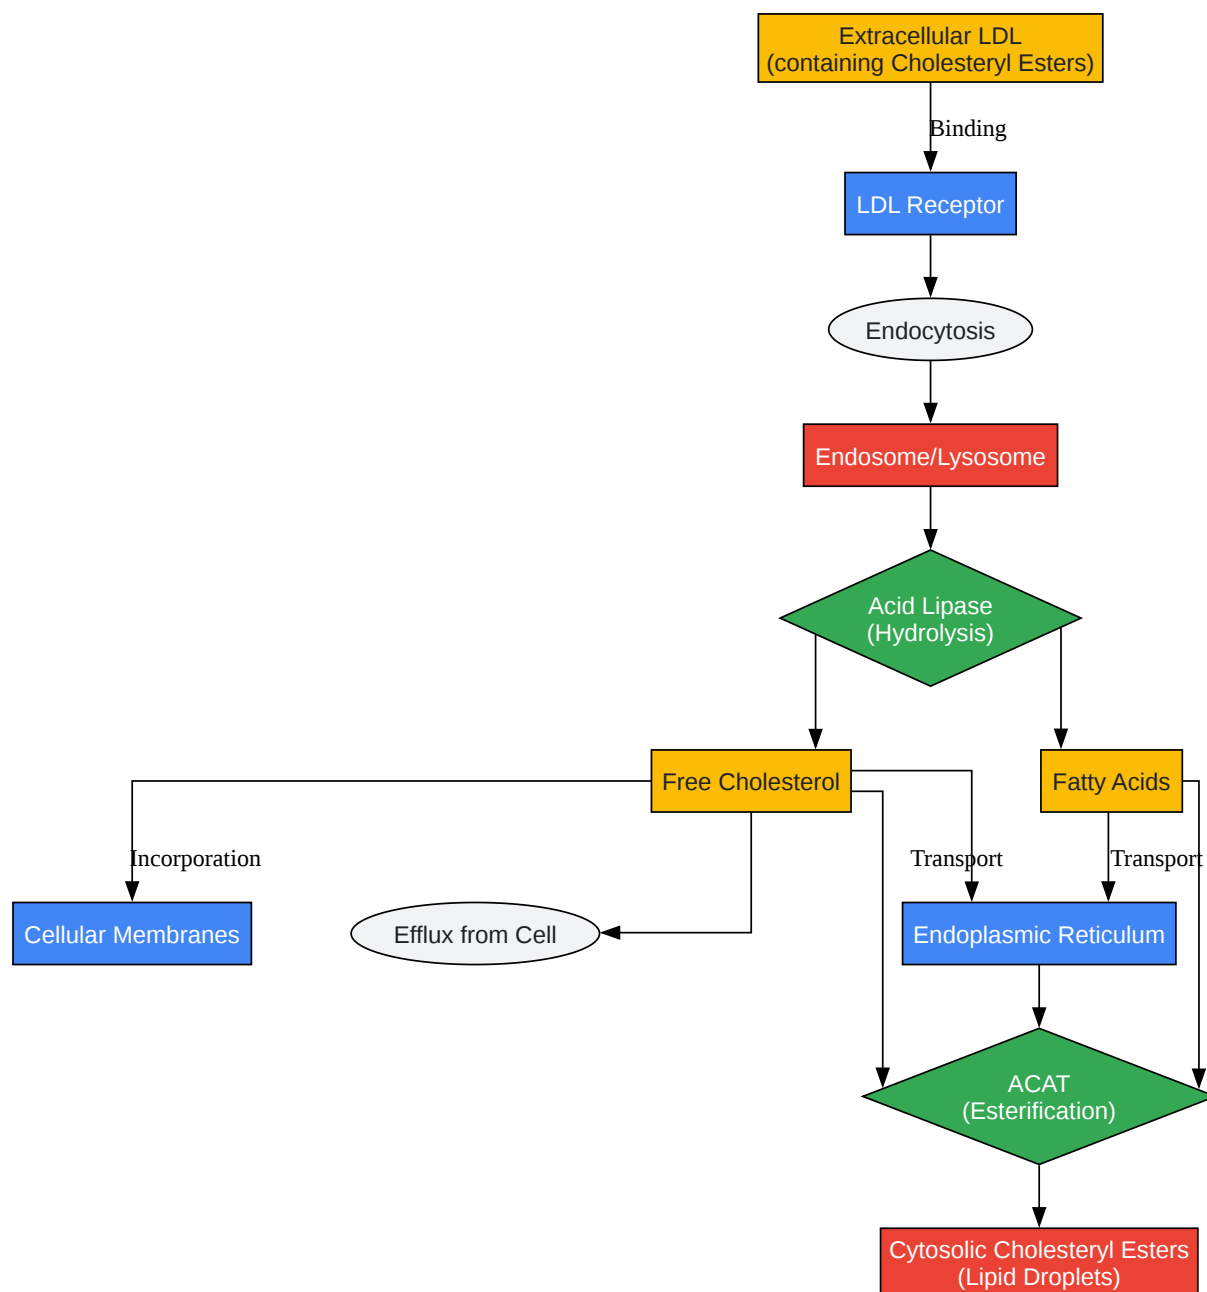 Extracellular LDL
(containing Cholesteryl Esters)
Binding
LDL Receptor
Endocytosis
Endosome/Lysosome
Acid Lipase
(Hydrolysis)
Free Cholesterol
Fatty Acids
Incorporation
Transport
Transport
Cellular Membranes
Efflux from Cell
Endoplasmic Reticulum
ACAT
(Esterification)
Cytosolic Cholesteryl Esters
(Lipid Droplets)